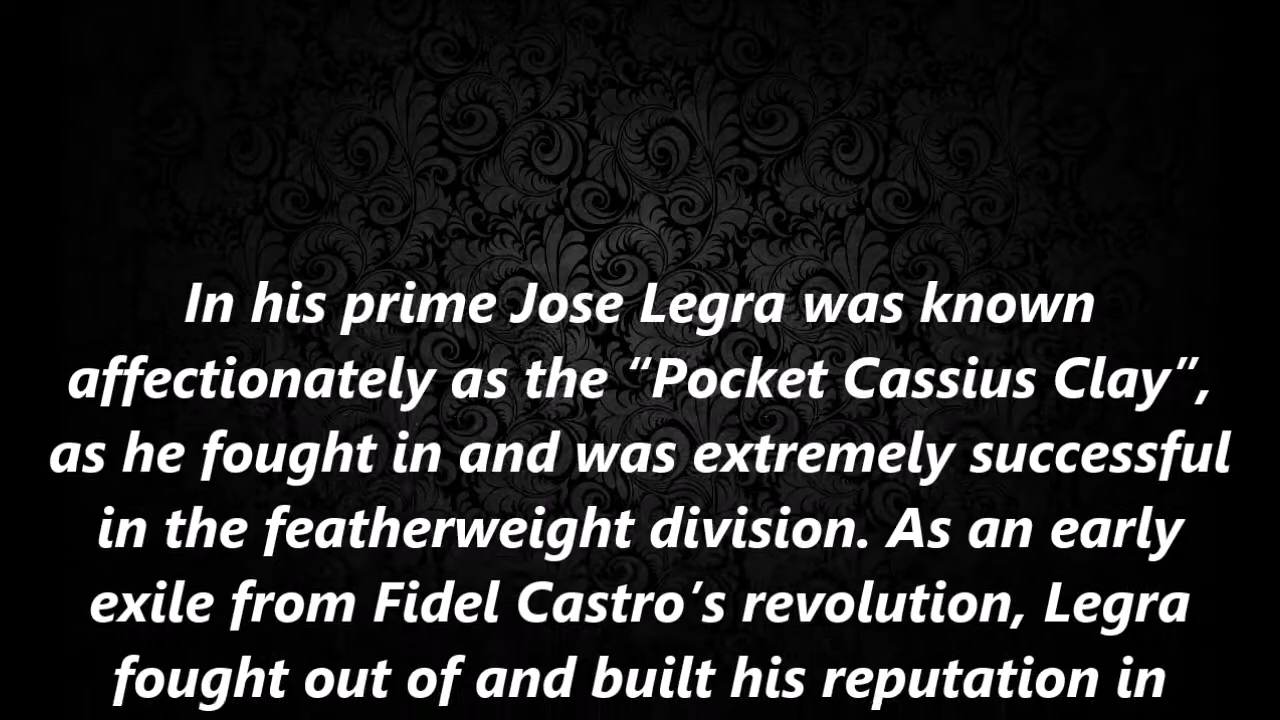 In his prime Jose Legra was known
affectionately as the “Pocket Cassius Clay”,
as he fought in and was extremely successful
in the featherweight division. As an early
exile from Fidel Castro’s revolution, Legra
fought out of and built his reputation in